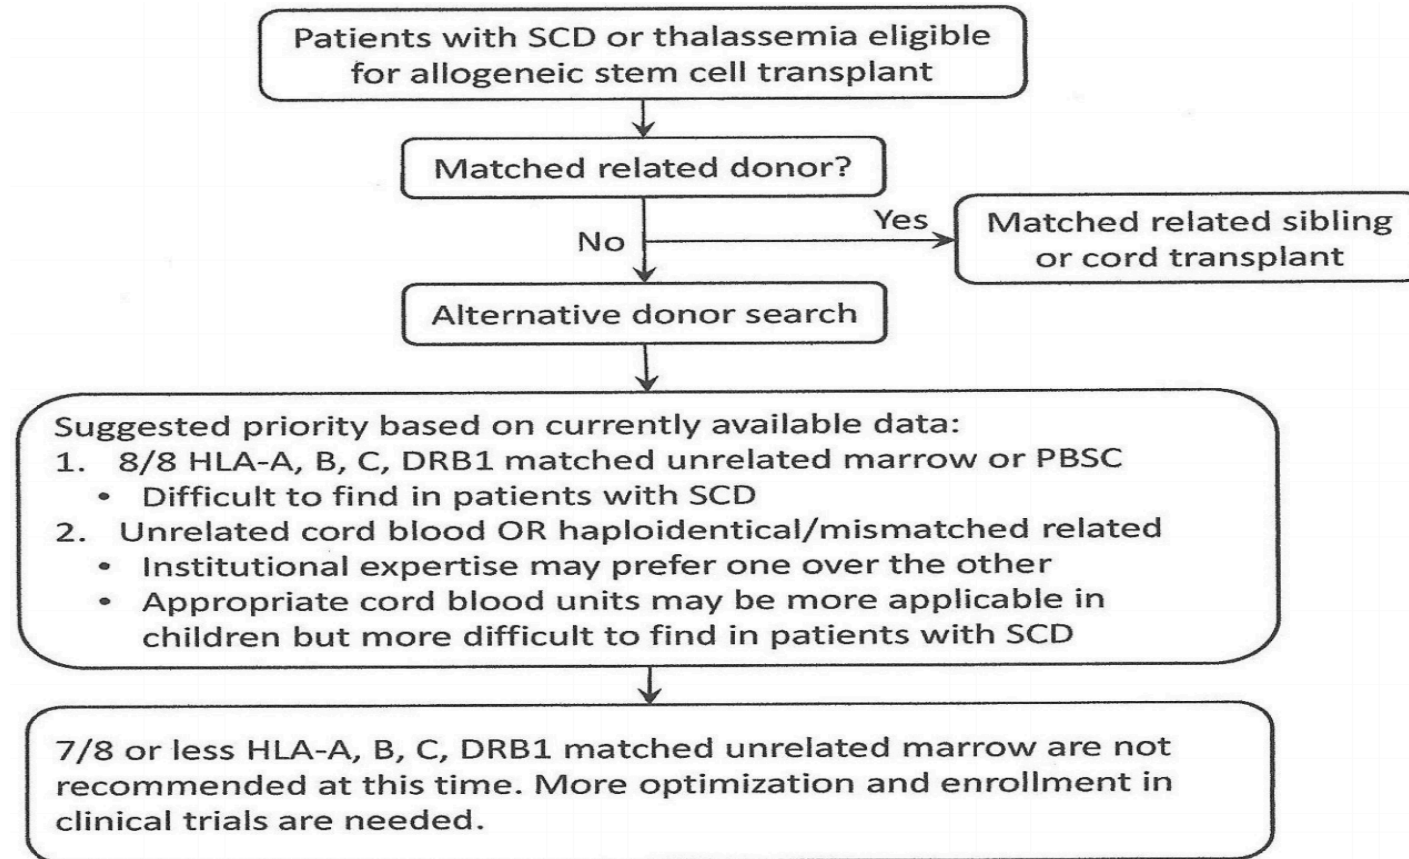 Patients with SCD or thalassemia eligible
for allogeneic stem cell transplant
Matched related donor?
Yes
No
Matched related sibling
or cord transplant
Alternative donor search
Suggested priority based on currently available data:
1. 8/8 HLA-A, B, C, DRB1 matched unrelated marrow or PBSC
• Difficult to find in patients with SCD
2. Unrelated cord blood OR haploidentical/mismatched related
• Institutional expertise may prefer one over the other
• Appropriate cord blood units may be more applicable in
children but more difficult to find in patients with SCD
7/8 or less HLA-A, B, C, DRB1 matched unrelated marrow are not
recommended at this time. More optimization and enrollment in
clinical trials are needed.